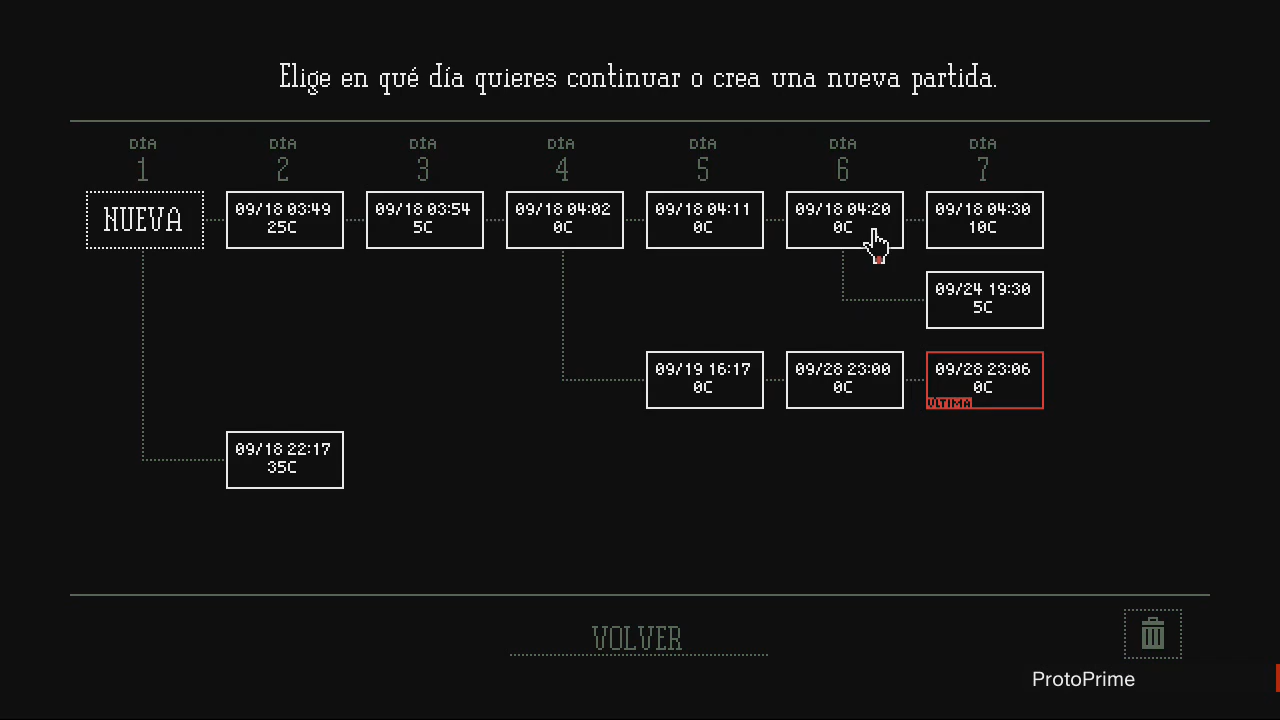 Elige en qué día quieres continuar o crea una nueva partida.
DÍA DÍA DÍA DÍA DÍA DÍA DÍA
1 2 3 4 5 6 7
NUEVA 09/18 03:49 09/18 03:54 09/18 04:02 09/18 04:11 09/18 04:20 09/18 04:30
25C 5C 0C 0C 0C 10C
09/24 19:30
5C
09/19 16:17 09/28 23:00 09/28 23:06
0C 0C 0C
ÚLTIMA
09/18 22:17
35C
VOLVER
ProtoPrime